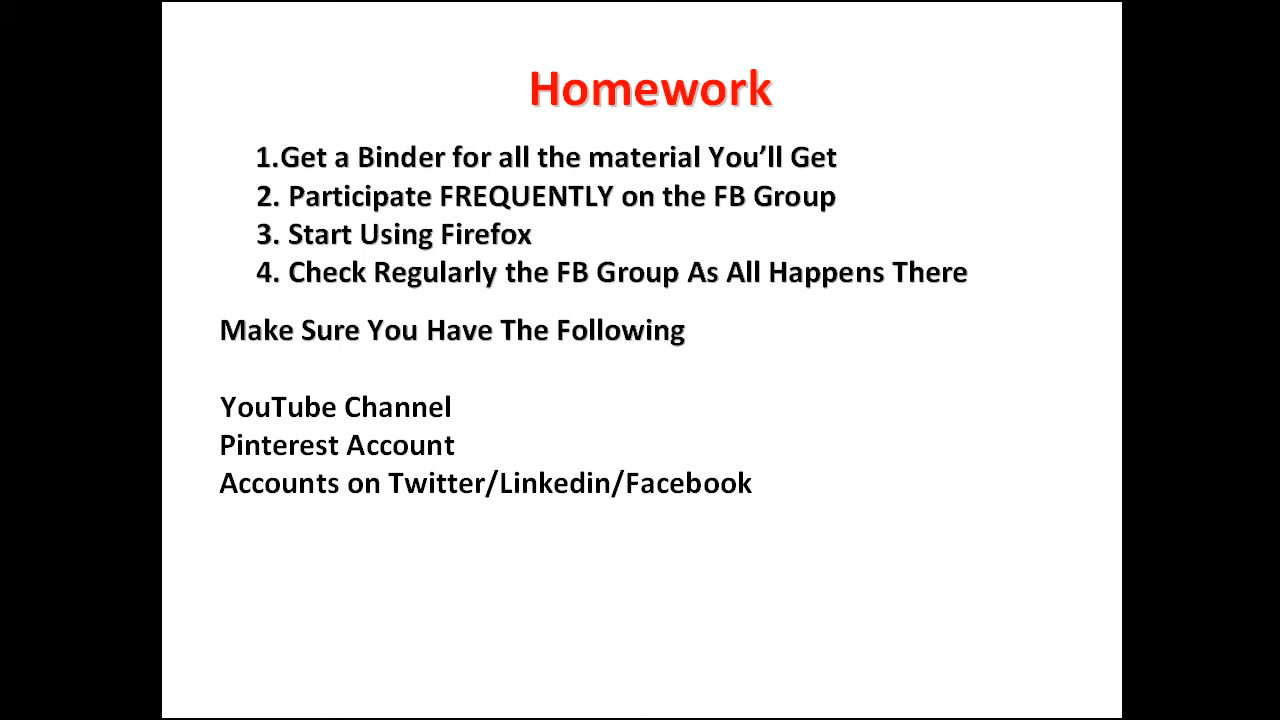 Homework
1.Get a Binder for all the material You’ll Get
2. Participate FREQUENTLY on the FB Group
3. Start Using Firefox
4. Check Regularly the FB Group As All Happens There
Make Sure You Have The Following
YouTube Channel
Pinterest Account
Accounts on Twitter/Linkedin/Facebook